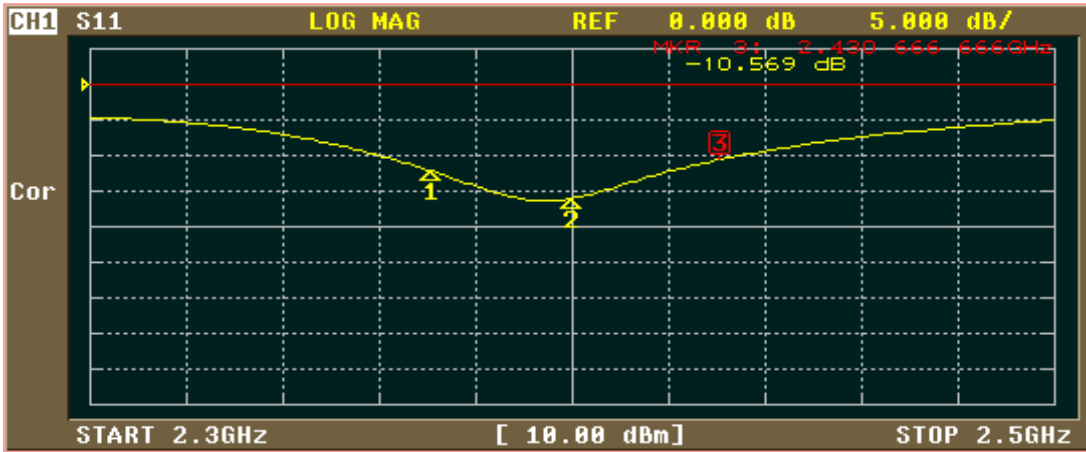 CH1 S11 LOG MAG REF 0.000 dB 5.000 dB/
MKR 3: 2.430 666 666GHz
-10.569 dB
3
Cor
1
2
START 2.3GHz [ 10.00 dBm] STOP 2.5GHz